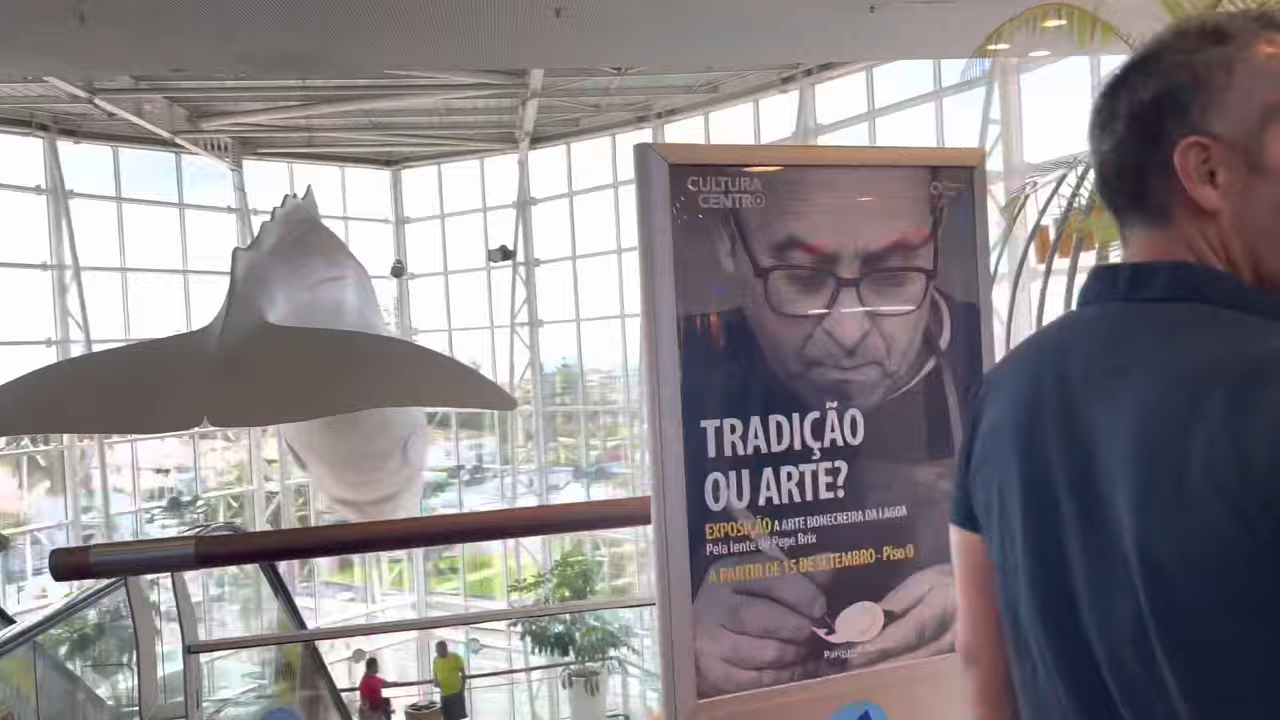 CULTURA
CENTRO
TRADIÇÃO
OU ARTE?
EXPOSIÇÃO A ARTE BONECREIRA DA LAGOA
Pela lente de Pepe Brix
A PARTIR DE 15 DE SETEMBRO - Piso 0